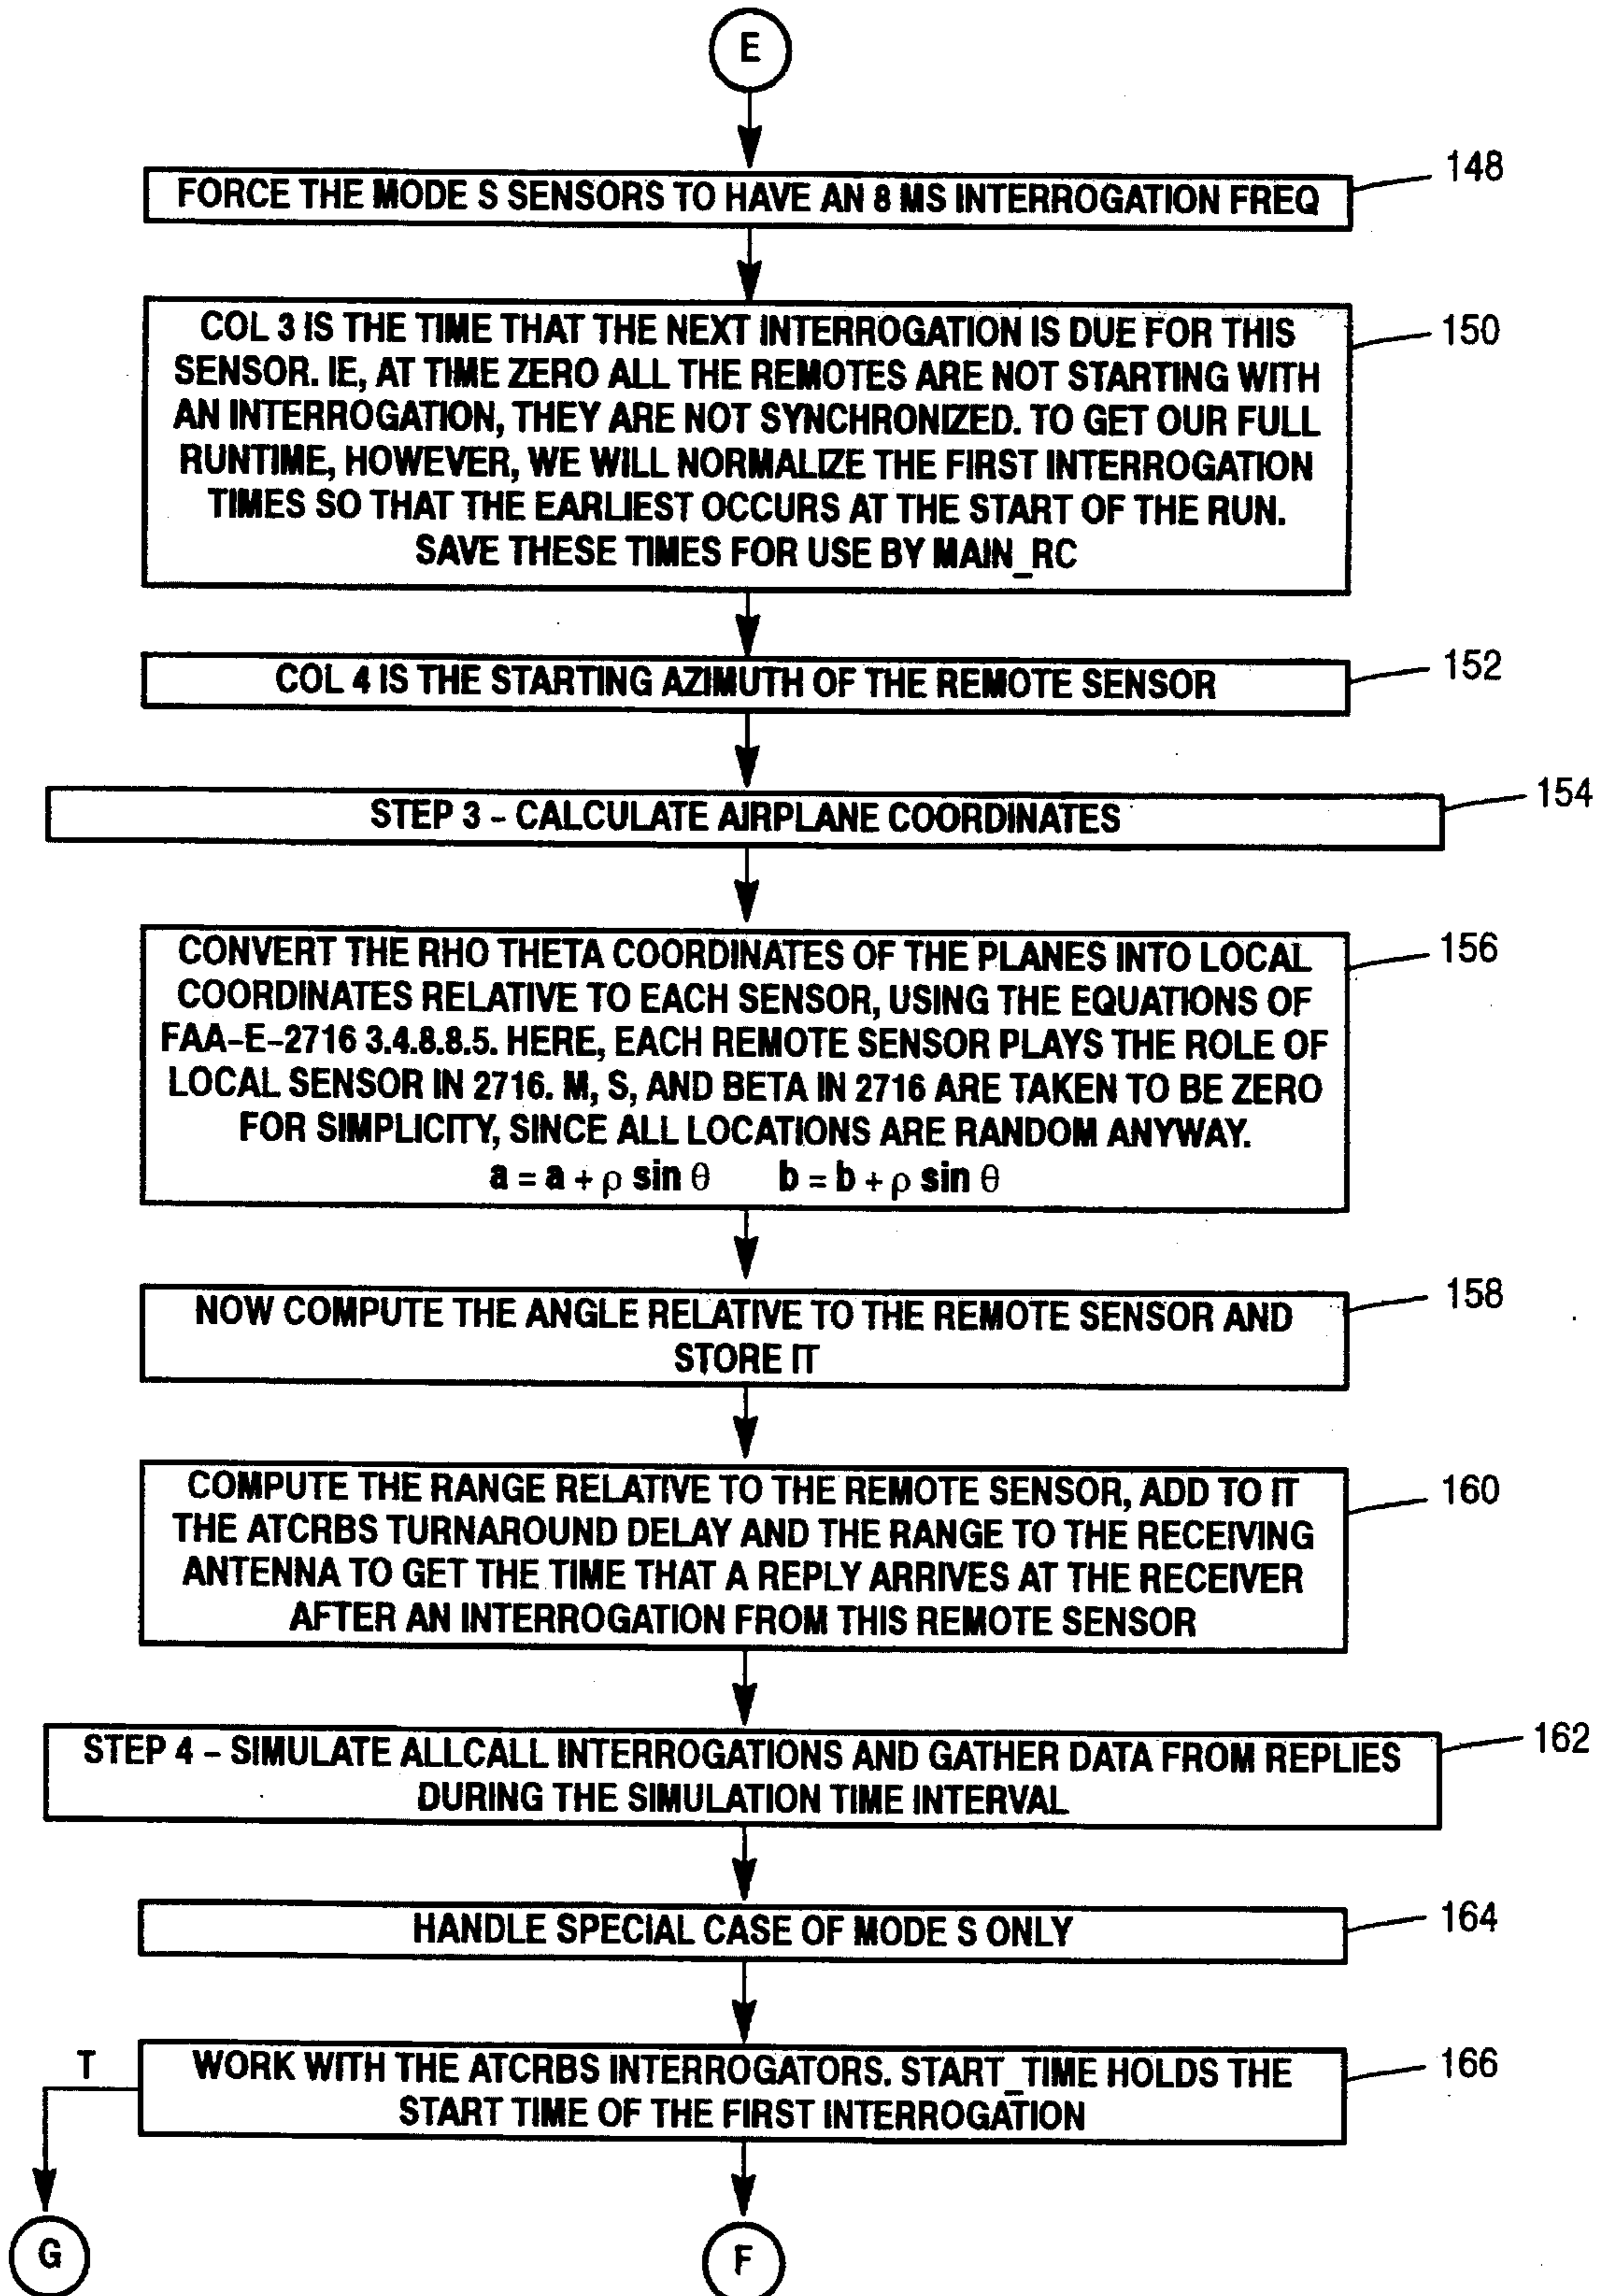 E
FORCE THE MODE S SENSORS TO HAVE AN 8 MS INTERROGATION FREQ
148
COL 3 IS THE TIME THAT THE NEXT INTERROGATION IS DUE FOR THIS
SENSOR. IE, AT TIME ZERO ALL THE REMOTES ARE NOT STARTING WITH
AN INTERROGATION, THEY ARE NOT SYNCHRONIZED. TO GET OUR FULL
RUNTIME, HOWEVER, WE WILL NORMALIZE THE FIRST INTERROGATION
TIMES SO THAT THE EARLIEST OCCURS AT THE START OF THE RUN.
SAVE THESE TIMES FOR USE BY MAIN_RC
150
COL 4 IS THE STARTING AZIMUTH OF THE REMOTE SENSOR
152
STEP 3 - CALCULATE AIRPLANE COORDINATES
154
CONVERT THE RHO THETA COORDINATES OF THE PLANES INTO LOCAL
COORDINATES RELATIVE TO EACH SENSOR, USING THE EQUATIONS OF
FAA-E-2716 3.4.8.8.5. HERE, EACH REMOTE SENSOR PLAYS THE ROLE OF
LOCAL SENSOR IN 2716. M, S, AND BETA IN 2716 ARE TAKEN TO BE ZERO
FOR SIMPLICITY, SINCE ALL LOCATIONS ARE RANDOM ANYWAY.
a = a + ρ sin θ b = b + ρ sin θ
156
NOW COMPUTE THE ANGLE RELATIVE TO THE REMOTE SENSOR AND
STORE IT
158
COMPUTE THE RANGE RELATIVE TO THE REMOTE SENSOR, ADD TO IT
THE ATCRBS TURNAROUND DELAY AND THE RANGE TO THE RECEIVING
ANTENNA TO GET THE TIME THAT A REPLY ARRIVES AT THE RECEIVER
AFTER AN INTERROGATION FROM THIS REMOTE SENSOR
160
STEP 4 - SIMULATE ALLCALL INTERROGATIONS AND GATHER DATA FROM REPLIES
DURING THE SIMULATION TIME INTERVAL
162
HANDLE SPECIAL CASE OF MODE S ONLY
164
T
WORK WITH THE ATCRBS INTERROGATORS. START_TIME HOLDS THE
START TIME OF THE FIRST INTERROGATION
166
G
F